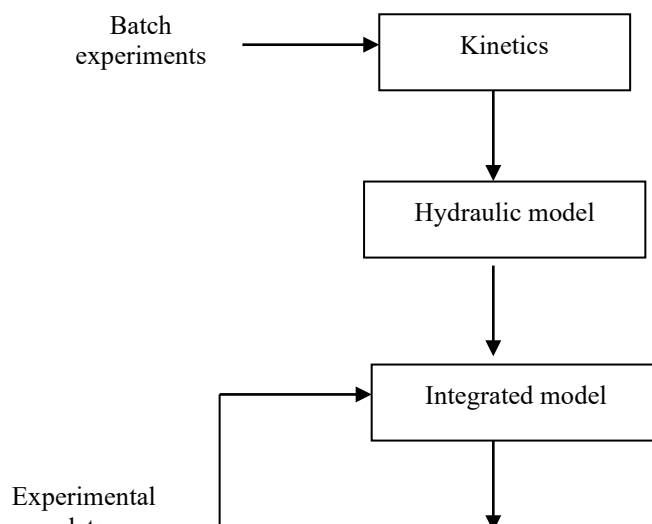 Batch
experiments
Kinetics
Hydraulic model
Integrated model
Experimental